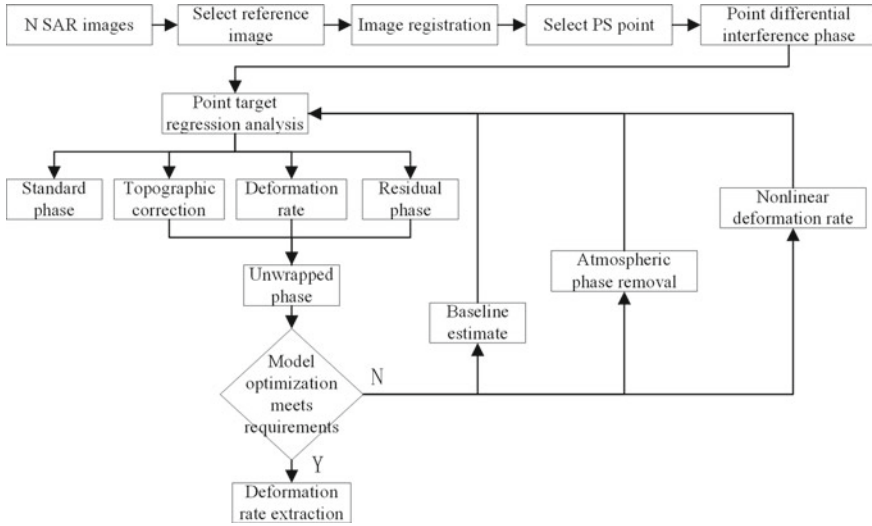 N SAR images
Select reference
image
Image registration
Select PS point
Point differential
interference phase
Point target
regression analysis
Standard
phase
Topographic
correction
Deformation
rate
Residual
phase
Nonlinear
deformation rate
Unwrapped
phase
Atmospheric
phase removal
Baseline
estimate
Model
optimization
meets
requirements
N
Y
Deformation
rate extraction